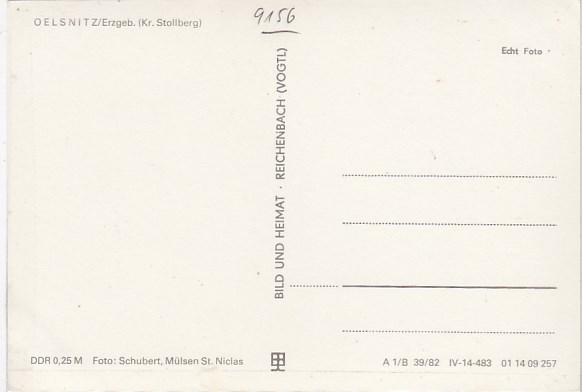 OELSNITZ/Erzgeb. (Kr. Stollberg)
9156
Echt Foto
BILD UND HEIMAT · REICHENBACH (VOGTL)
DDR 0,25 M Foto: Schubert, Mülsen St. Niclas
A 1/B 39/82 IV-14-483 01 14 09 257